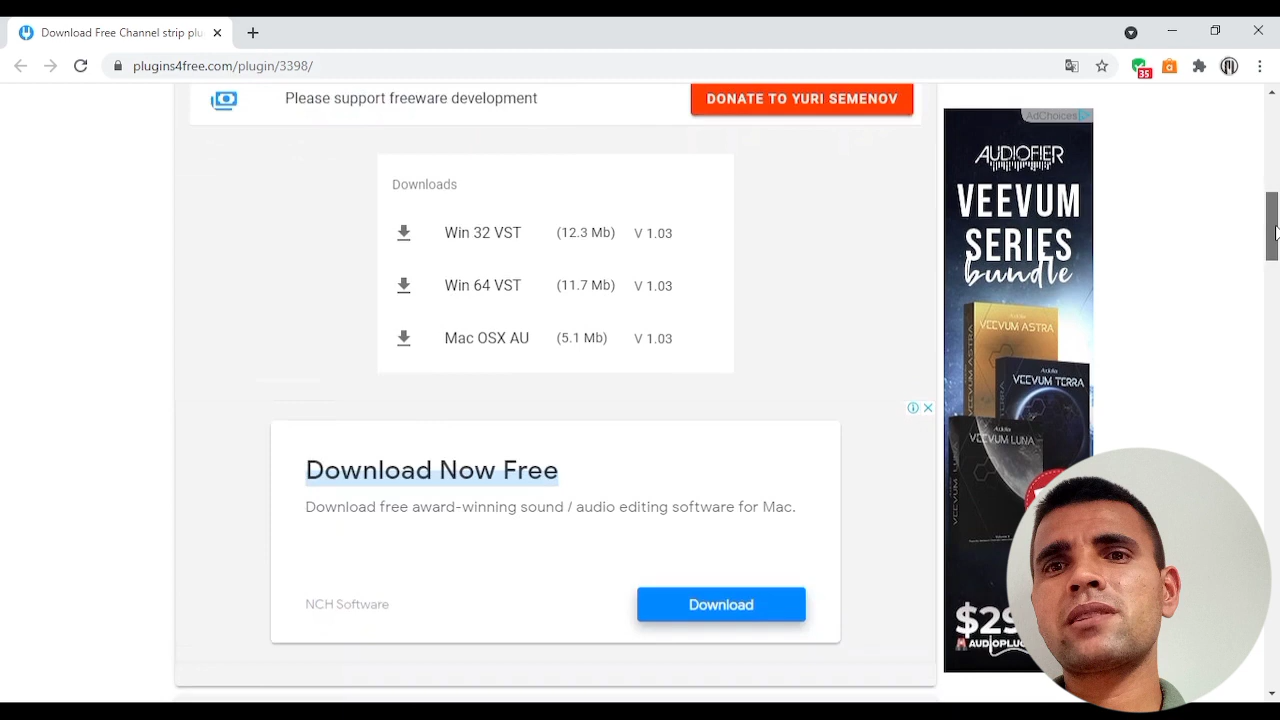 Download Free Channel strip plu
plugins4free.com/plugin/3398/
35
Please support freeware development
DONATE TO YURI SEMENOV
Downloads
Win 32 VST (12.3 Mb) V 1.03
Win 64 VST (11.7 Mb) V 1.03
Mac OSX AU (5.1 Mb) V 1.03
Download Now Free
Download free award-winning sound / audio editing software for Mac.
NCH Software
Download
AdChoices
AUDIOFIER
VEEVUM
SERIES
bundle
VEEVUM ASTRA
VEEVUM TERRA
VEEVUM LUNA